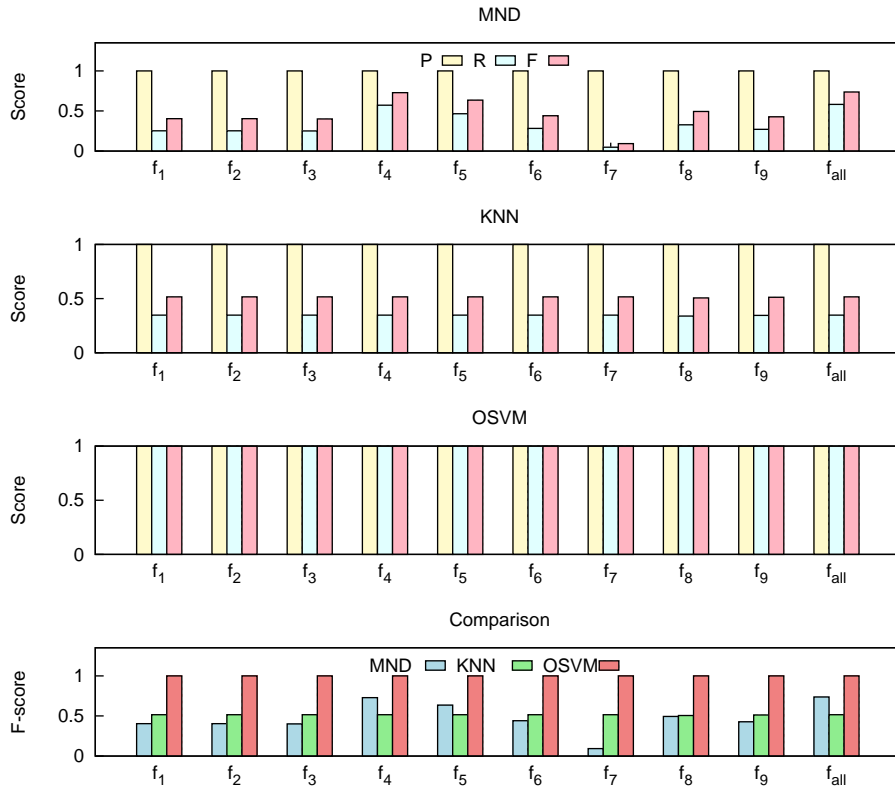 MND
P R F
1
0.5
0
Score
f1 f2 f3 f4 f5 f6 f7 f8 f9 fall
KNN
1
0.5
0
Score
f1 f2 f3 f4 f5 f6 f7 f8 f9 fall
OSVM
1
0.5
0
Score
f1 f2 f3 f4 f5 f6 f7 f8 f9 fall
Comparison
MND KNN OSVM
1
0.5
0
F-score
f1 f2 f3 f4 f5 f6 f7 f8 f9 fall